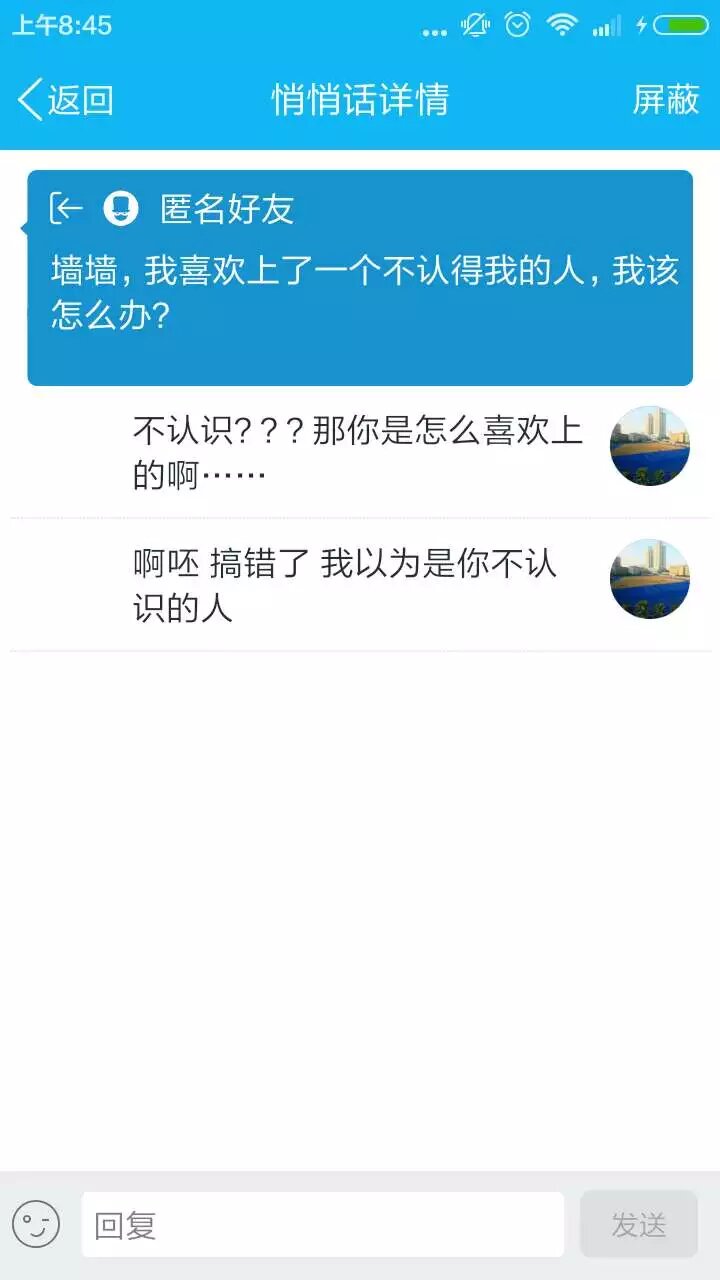 上午8:45
返回
悄悄话详情
屏蔽
匿名好友
墙墙，我喜欢上了一个不认得我的人，我该
怎么办？
不认识？？？那你是怎么喜欢上
的啊……
啊呸 搞错了 我以为是你不认
识的人
回复
发送